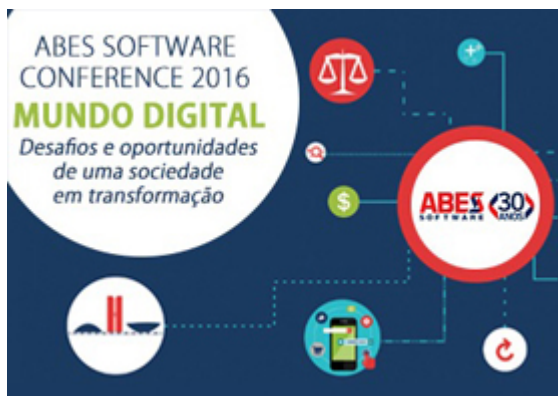 ABES SOFTWARE
CONFERENCE 2016
MUNDO DIGITAL
Desafios e oportunidades
de uma sociedade
em transformação
$
ABES
SOFTWARE
30
ANOS